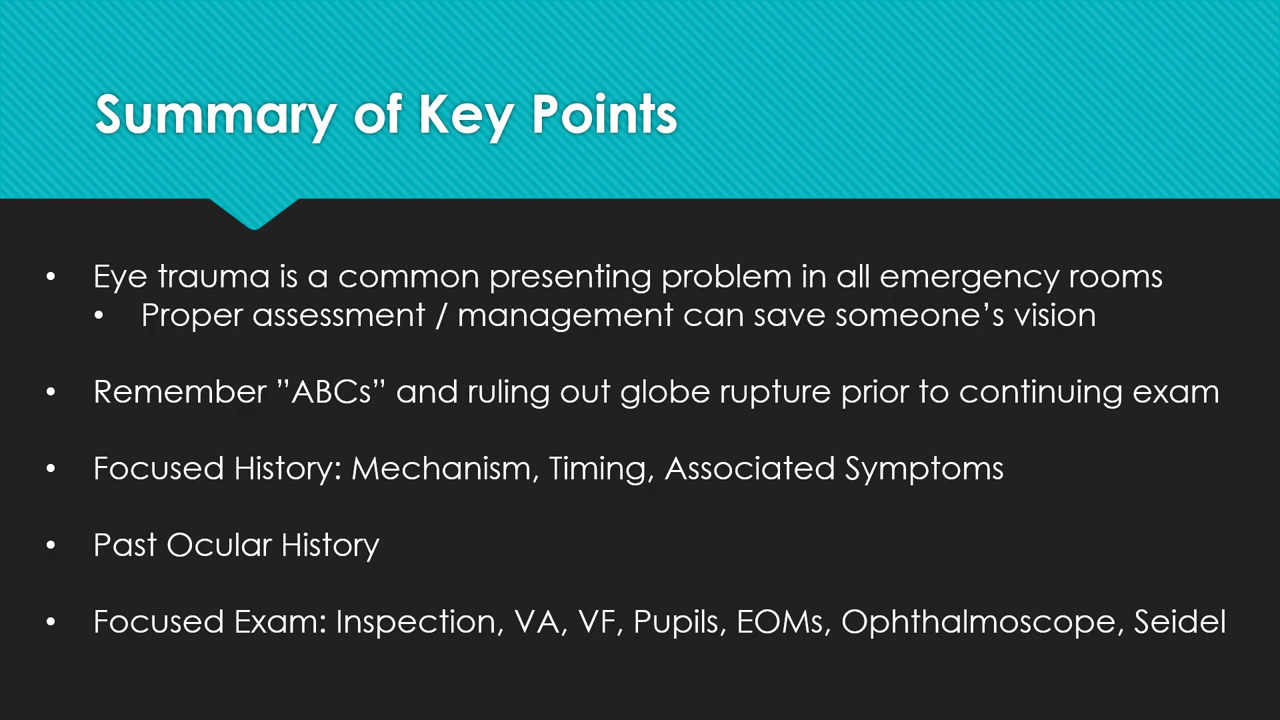 Summary of Key Points
• Eye trauma is a common presenting problem in all emergency rooms
• Proper assessment / management can save someone’s vision
• Remember ”ABCs” and ruling out globe rupture prior to continuing exam
• Focused History: Mechanism, Timing, Associated Symptoms
• Past Ocular History
• Focused Exam: Inspection, VA, VF, Pupils, EOMs, Ophthalmoscope, Seidel